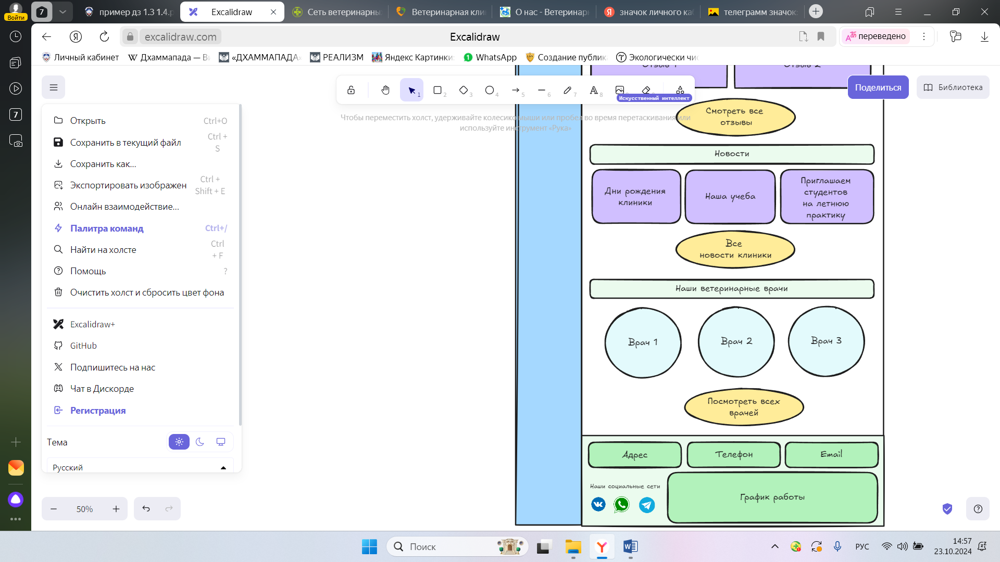 Войти
7
пример дз 1.3 1.4.p
Excalidraw
Сеть ветеринарны
Ветеринарная кли
О нас - Ветеринарн
значок личного каб
телеграмм значок:
excalidraw.com
Excalidraw
переведено
Личный кабинет
Дхаммапада — Ви
«ДХАММАПАДА»
РЕАЛИЗМ
Яндекс Картинки:
WhatsApp
Создание публик
Экологически чи
7
Открыть Ctrl+O
Сохранить в текущий файл Ctrl + S
Сохранить как...
Экспортировать изображен Ctrl + Shift + E
Онлайн взаимодействие...
Палитра команд Ctrl+/
Найти на холсте Ctrl + F
Помощь ?
Очистить холст и сбросить цвет фона
Excalidraw+
GitHub
Подпишитесь на нас
Чат в Дискорде
Регистрация
Тема
Русский
50%
1 2 3 4 5 6 7 8
Искусственный интеллект
Чтобы переместить холст, удерживайте колесико мыши или пробел во время перетаскивания или
используйте инструмент «Рука»
Поделиться
Библиотека
Отзыв 1
Отзыв 2
Смотреть все
отзывы
Новости
Дни рождения
клиники
Наша учеба
Приглашаем
студентов
на летнюю
практику
Все
новости клиники
Наши ветеринарные врачи
Врач 1
Врач 2
Врач 3
Посмотреть всех
врачей
Адрес
Телефон
Email
Наши социальные сети
График работы
Поиск
РУС
14:57
23.10.2024